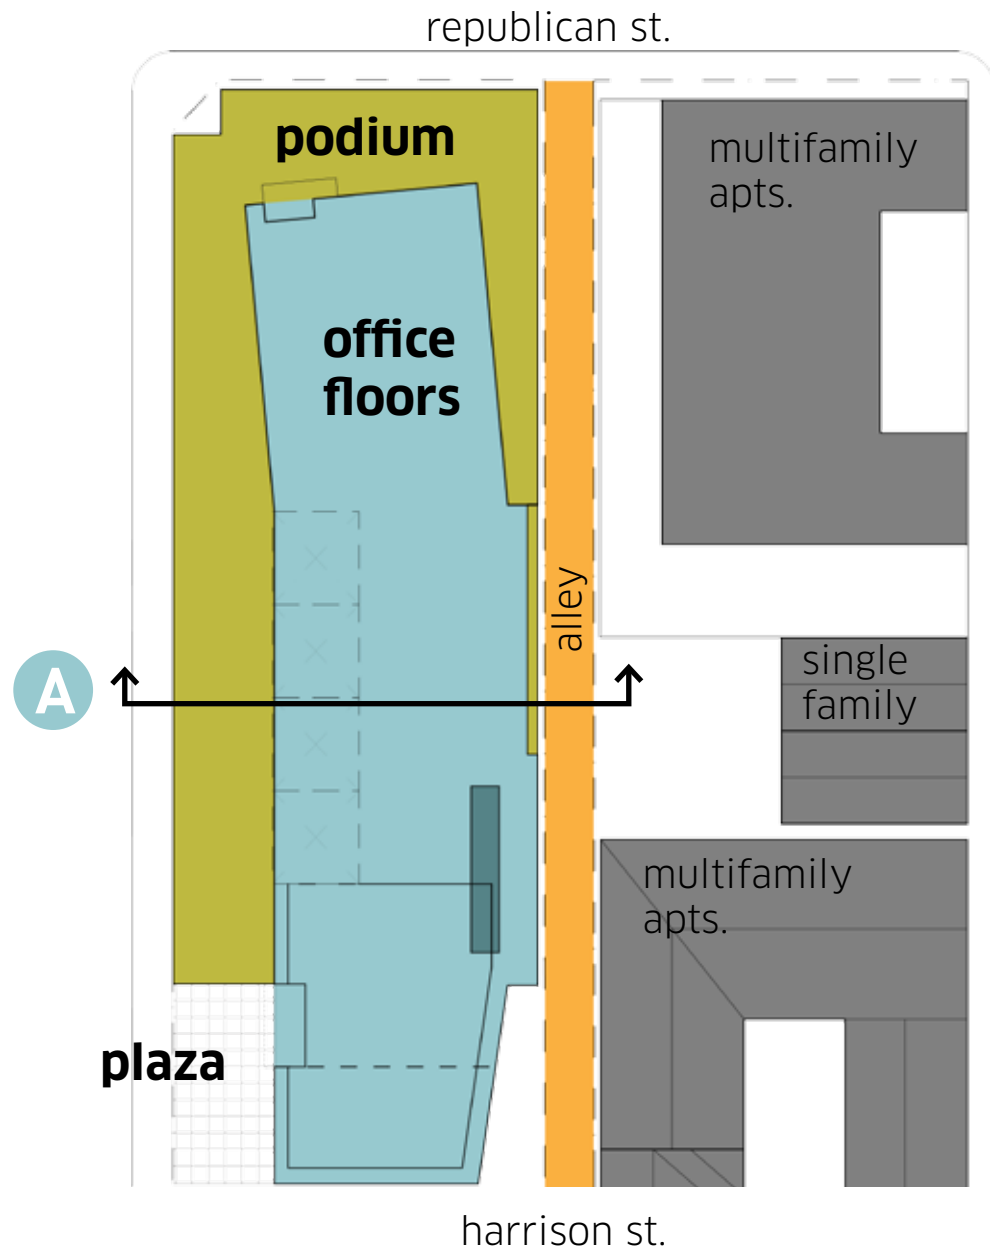 republican st.
podium
multifamily
apts.
office
floors
alley
single
family
A
multifamily
apts.
plaza
harrison st.